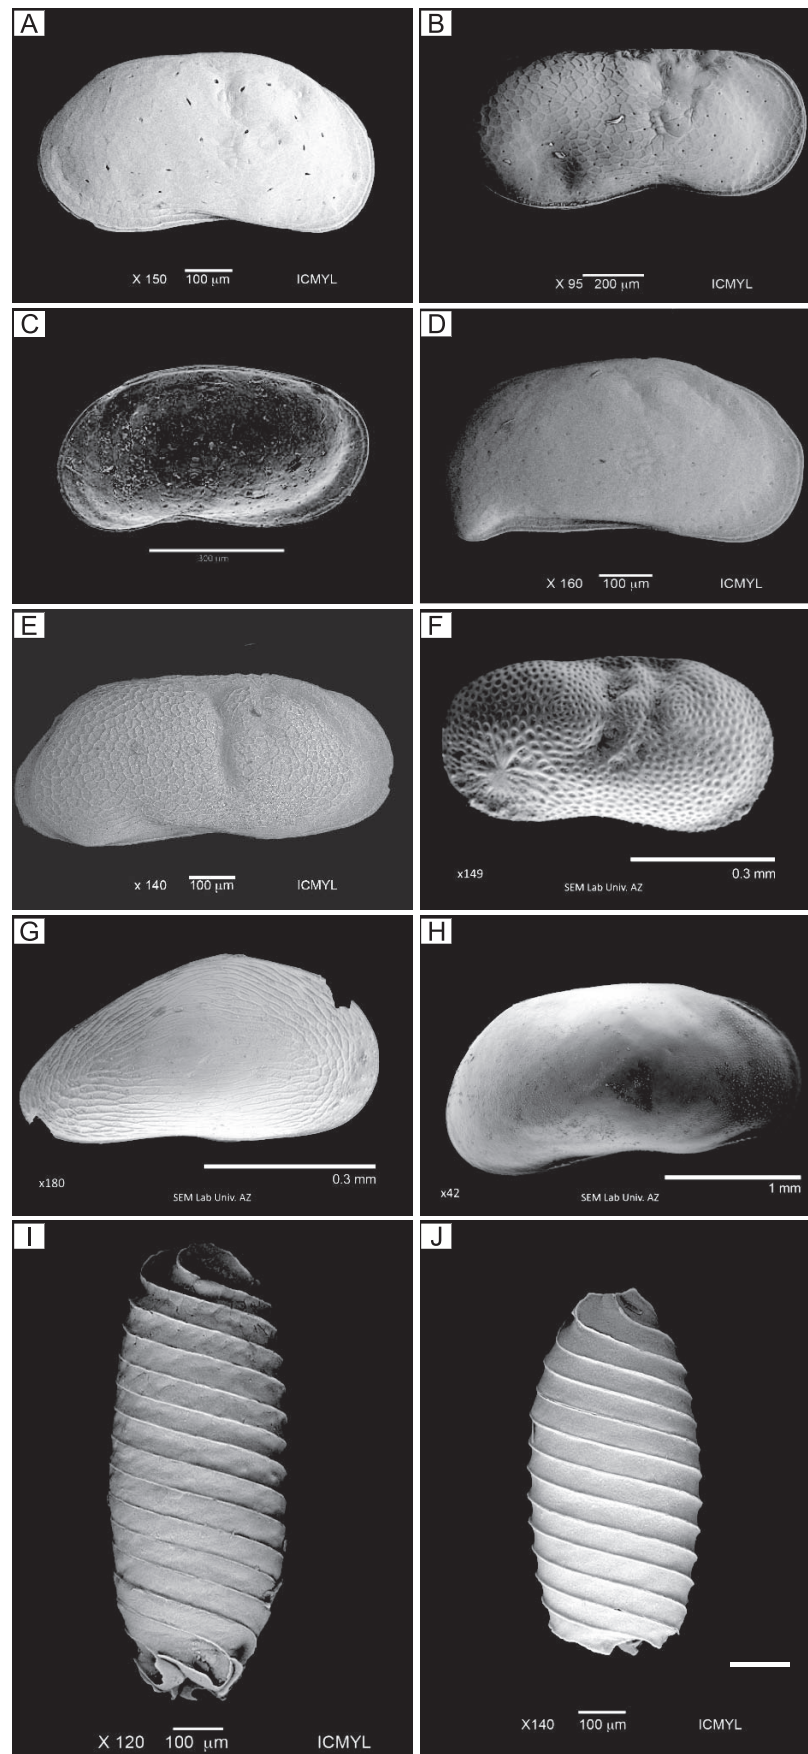 A
X 150 100 µm ICMYL
B
X 95 200 µm ICMYL
C
300 µm
D
X 160 100 µm ICMYL
E
x 140 100 µm ICMYL
F
x149 0.3 mm
SEM Lab Univ. AZ
G
x180 0.3 mm
SEM Lab Univ. AZ
H
x42 1 mm
SEM Lab Univ. AZ
I
X 120 100 µm ICMYL
J
X140 100 µm ICMYL